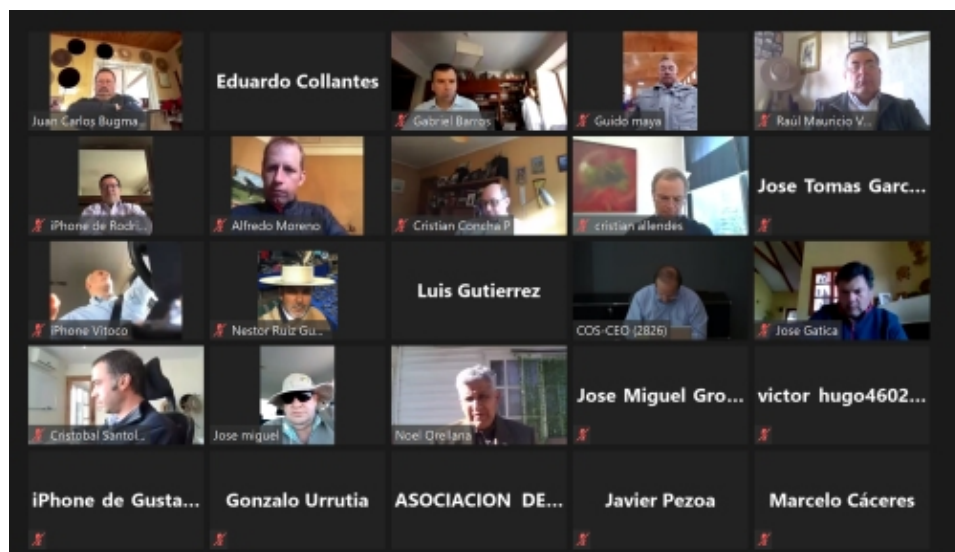 Juan Carlos Bugma...
Eduardo Collantes
Gabriel Barros
Guido maya
Raúl Mauricio V...
iPhone de Rodri...
Alfredo Moreno
Cristian Concha P
cristian allendes
Jose Tomas Garc...
iPhone Vitoco
Nestor Ruiz Gu...
Luis Gutierrez
COS-CEO (2826)
Jose Gatica
Cristobal Santol...
Jose miguel
Noel Orellana
Jose Miguel Gro...
victor hugo4602...
iPhone de Gusta...
Gonzalo Urrutia
ASOCIACION DE...
Javier Pezoa
Marcelo Cáceres